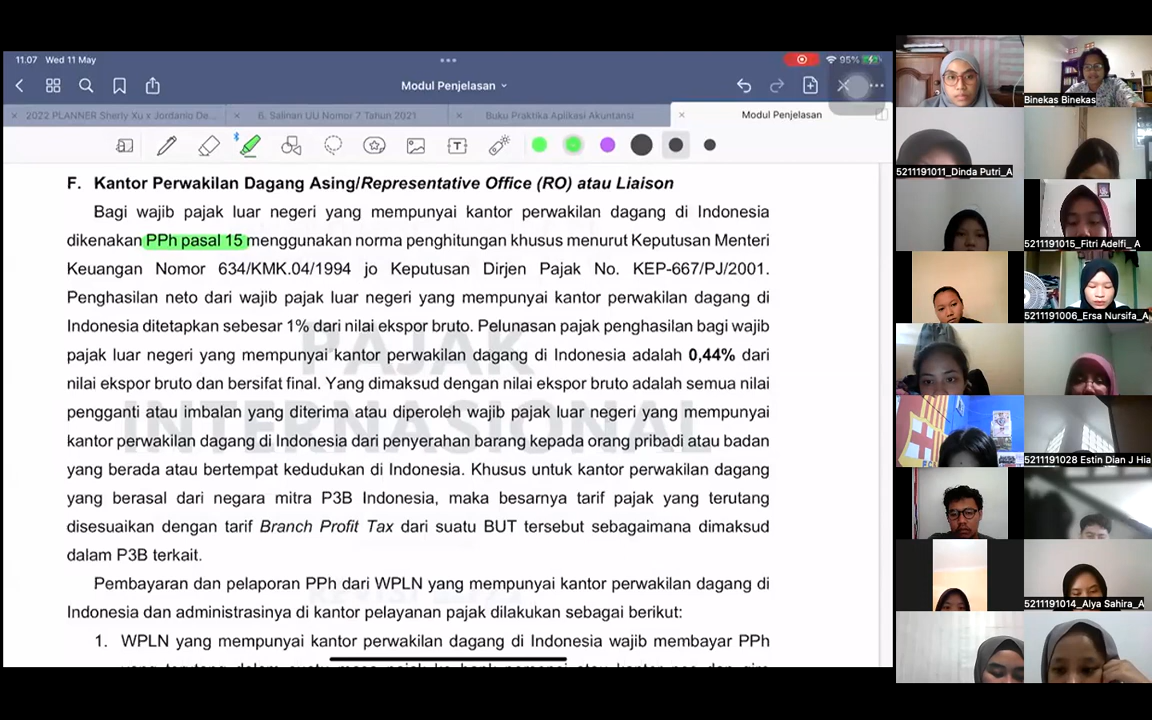 11.07 Wed 11 May
95%
Modul Penjelasan
2022 PLANNER Sherly Xu x Jordanio De...
6. Salinan UU Nomor 7 Tahun 2021
Buku Praktika Aplikasi Akuntansi
Modul Penjelasan
F. Kantor Perwakilan Dagang Asing/Representative Office (RO) atau Liaison
Bagi wajib pajak luar negeri yang mempunyai kantor perwakilan dagang di Indonesia
dikenakan PPh pasal 15 menggunakan norma penghitungan khusus menurut Keputusan Menteri
Keuangan Nomor 634/KMK.04/1994 jo Keputusan Dirjen Pajak No. KEP-667/PJ/2001.
Penghasilan neto dari wajib pajak luar negeri yang mempunyai kantor perwakilan dagang di
Indonesia ditetapkan sebesar 1% dari nilai ekspor bruto. Pelunasan pajak penghasilan bagi wajib
pajak luar negeri yang mempunyai kantor perwakilan dagang di Indonesia adalah 0,44% dari
nilai ekspor bruto dan bersifat final. Yang dimaksud dengan nilai ekspor bruto adalah semua nilai
pengganti atau imbalan yang diterima atau diperoleh wajib pajak luar negeri yang mempunyai
kantor perwakilan dagang di Indonesia dari penyerahan barang kepada orang pribadi atau badan
yang berada atau bertempat kedudukan di Indonesia. Khusus untuk kantor perwakilan dagang
yang berasal dari negara mitra P3B Indonesia, maka besarnya tarif pajak yang terutang
disesuaikan dengan tarif Branch Profit Tax dari suatu BUT tersebut sebagaimana dimaksud
dalam P3B terkait.
Pembayaran dan pelaporan PPh dari WPLN yang mempunyai kantor perwakilan dagang di
Indonesia dan administrasinya di kantor pelayanan pajak dilakukan sebagai berikut:
1. WPLN yang mempunyai kantor perwakilan dagang di Indonesia wajib membayar PPh
PAJAK
INTERNASIONAL
Binekas Binekas
5211191011_Dinda Putri_A
5211191015_Fitri Adelfi_ A
5211191006_Ersa Nursifa_A
5211191028 Estin Dian J Hia
5211191014_Alya Sahira_A